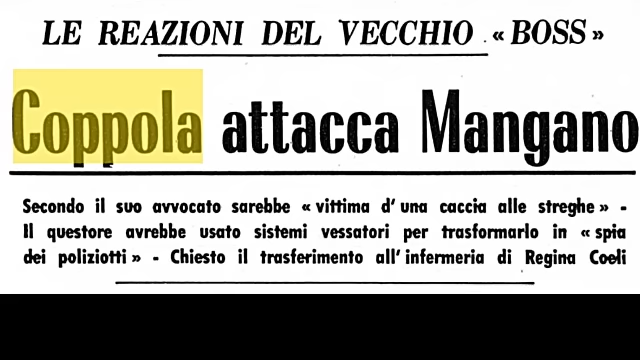 LE REAZIONI DEL VECCHIO «BOSS»
Coppola attacca Mangano
Secondo il suo avvocato sarebbe «vittima d'una caccia alle streghe» -
Il questore avrebbe usato sistemi vessatori per trasformarlo in «spia
dei poliziotti» - Chiesto il trasferimento all'infermeria di Regina Coeli